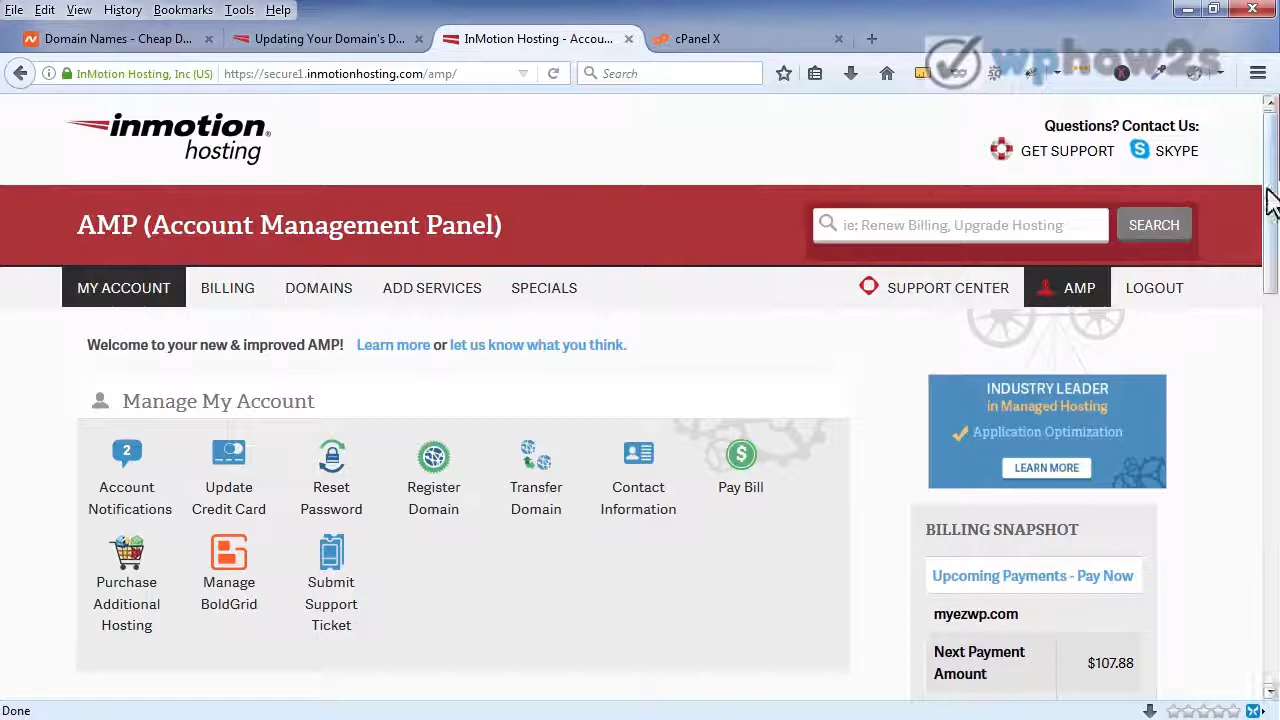 File Edit View History Bookmarks Tools Help
Domain Names - Cheap D...
Updating Your Domain's D...
InMotion Hosting - Accou...
cPanel X
wphow2s
InMotion Hosting, Inc (US)
https://secure1.inmotionhosting.com/amp/
Search
inmotion
hosting
Questions? Contact Us:
GET SUPPORT
SKYPE
AMP (Account Management Panel)
ie: Renew Billing, Upgrade Hosting
SEARCH
MY ACCOUNT
BILLING
DOMAINS
ADD SERVICES
SPECIALS
SUPPORT CENTER
AMP
LOGOUT
Welcome to your new & improved AMP! Learn more or let us know what you think.
Manage My Account
2
Account
Notifications
Update
Credit Card
Reset
Password
Register
Domain
Transfer
Domain
Contact
Information
$
Pay Bill
Purchase
Additional
Hosting
Manage
BoldGrid
Submit
Support
Ticket
INDUSTRY LEADER
in Managed Hosting
Application Optimization
LEARN MORE
BILLING SNAPSHOT
Upcoming Payments - Pay Now
myezwp.com
Next Payment
Amount
$107.88
Done